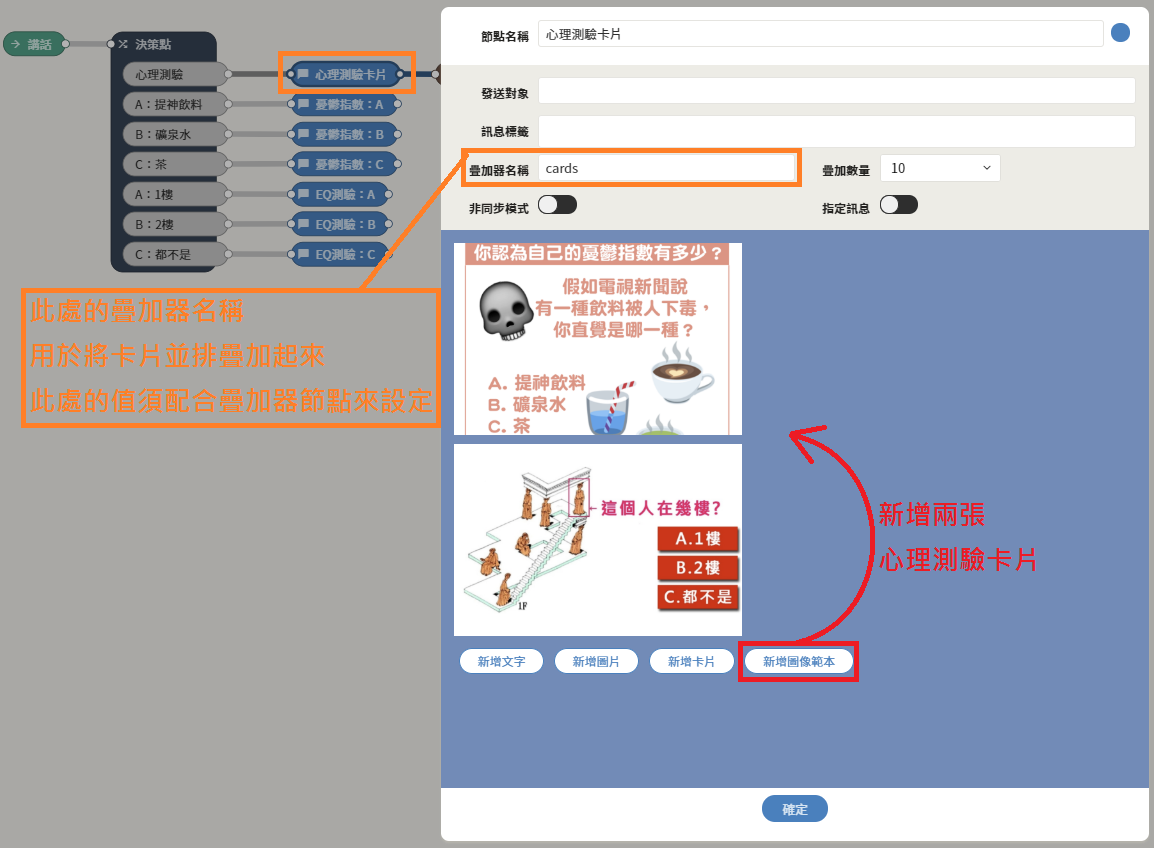 講話
決策點
心理測驗
A：提神飲料
B：礦泉水
C：茶
A：1樓
B：2樓
C：都不是
心理測驗卡片
憂鬱指數：A
憂鬱指數：B
憂鬱指數：C
EQ測驗：A
EQ測驗：B
EQ測驗：C
此處的疊加器名稱
用於將卡片並排疊加起來
此處的值須配合疊加器節點來設定
節點名稱 心理測驗卡片
發送對象
訊息標籤
疊加器名稱 cards 疊加數量 10
非同步模式 指定訊息
你認為自己的憂鬱指數有多少？
假如電視新聞說
有一種飲料被人下毒，
你直覺是哪一種？
A. 提神飲料
B. 礦泉水
C. 茶
←這個人在幾樓?
A.1樓
B.2樓
C.都不是
1F
新增兩張
心理測驗卡片
新增文字 新增圖片 新增卡片 新增圖像範本
確定